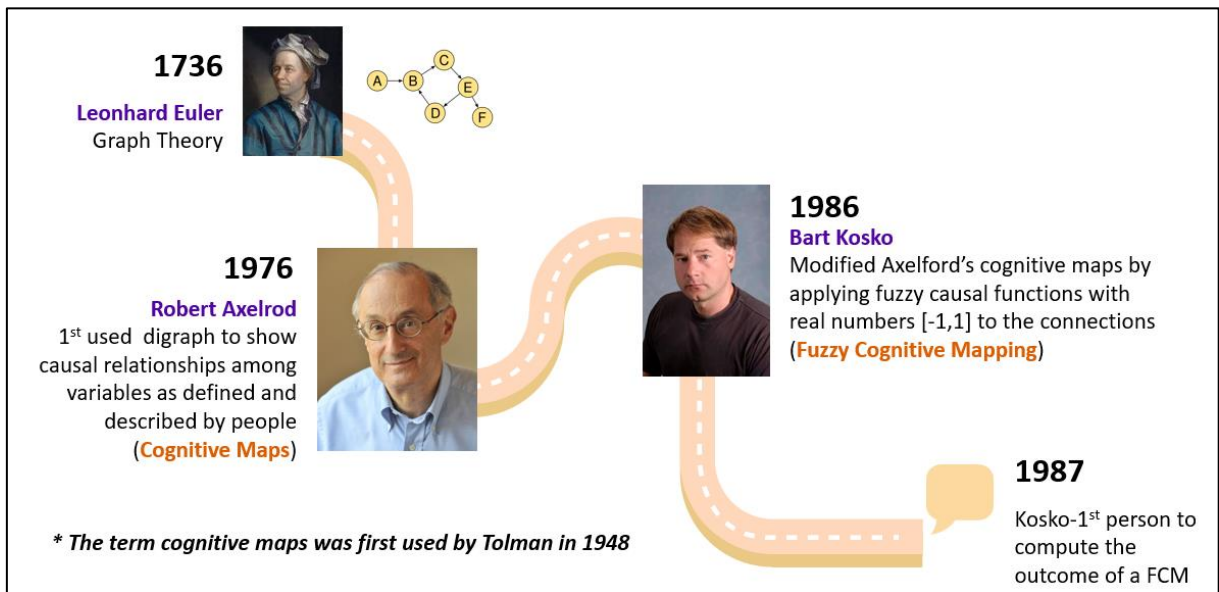 1736
Leonhard Euler
Graph Theory
A
B
C
E
D
F
1976
Robert Axelrod
1st used digraph to show
causal relationships among
variables as defined and
described by people
(Cognitive Maps)
1986
Bart Kosko
Modified Axelford’s cognitive maps by
applying fuzzy causal functions with
real numbers [-1,1] to the connections
(Fuzzy Cognitive Mapping)
1987
Kosko-1st person to
compute the
outcome of a FCM
* The term cognitive maps was first used by Tolman in 1948